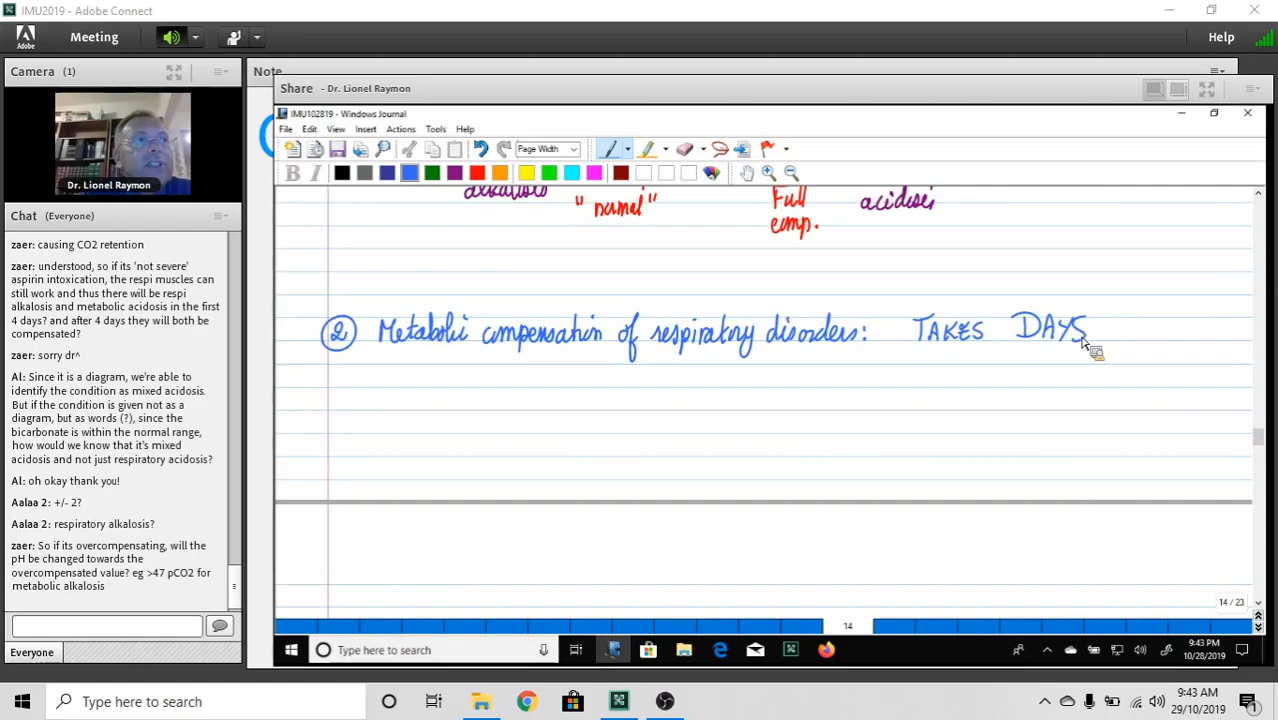 IMU2019 - Adobe Connect
Adobe
Meeting
Help
Camera (1)
Dr. Lionel Raymon
Chat (Everyone)
zaer: causing CO2 retention
zaer: understood, so if its 'not severe'
aspirin intoxication, the respi muscles can
still work and thus there will be respi
alkalosis and metabolic acidosis in the first
4 days? and after 4 days they will both be
compensated?
zaer: sorry dr^
Al: Since it is a diagram, we're able to
identify the condition as mixed acidosis.
But if the condition is given not as a
diagram, but as words (?), since the
bicarbonate is within the normal range,
how would we know that it's mixed
acidosis and not just respiratory acidosis?
Al: oh okay thank you!
Aalaa 2: +/- 2?
Aalaa 2: respiratory alkalosis?
zaer: So if its overcompensating, will the
pH be changed towards the
overcompensated value? eg >47 pCO2 for
metabolic alkalosis
Everyone
Note
Share - Dr. Lionel Raymon
IMU102819 - Windows Journal
File Edit View Insert Actions Tools Help
Page Width
B I
alkalosis
"normal"
Full
comp.
acidosis
② Metabolic compensation of respiratory disorders: TAKES DAYS
14 / 23
14
Type here to search
9:43 PM
10/28/2019
Type here to search
9:43 AM
29/10/2019
1